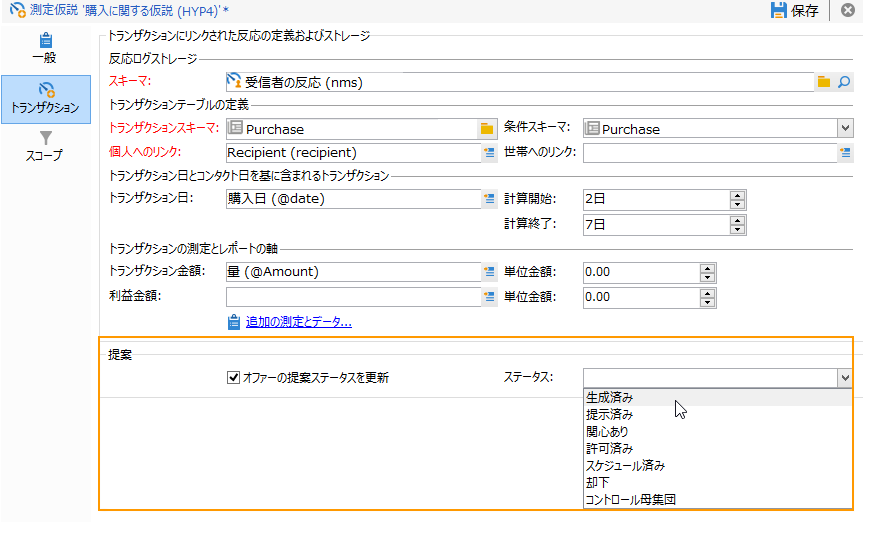 測定仮説 '購入に関する仮説 (HYP4)'*
保存
一般
トランザクション
スコープ
トランザクションにリンクされた反応の定義およびストレージ
反応ログストレージ
スキーマ: 受信者の反応 (nms)
トランザクションテーブルの定義
トランザクションスキーマ: Purchase 条件スキーマ: Purchase
個人へのリンク: Recipient (recipient) 世帯へのリンク:
トランザクション日とコンタクト日を基に含まれるトランザクション
トランザクション日: 購入日 (@date) 計算開始: 2日
計算終了: 7日
トランザクションの測定とレポートの軸
トランザクション金額: 量 (@Amount) 単位金額: 0.00
利益金額: 単位金額: 0.00
追加の測定とデータ...
提案
オファーの提案ステータスを更新 ステータス:
生成済み
提示済み
関心あり
許可済み
スケジュール済み
却下
コントロール母集団